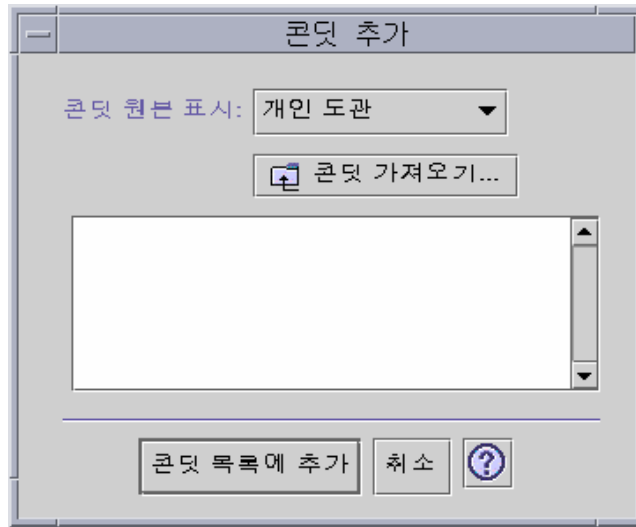 콘딧 추가
콘딧 원본 표시: 개인 도관
콘딧 가져오기...
콘딧 목록에 추가 취소